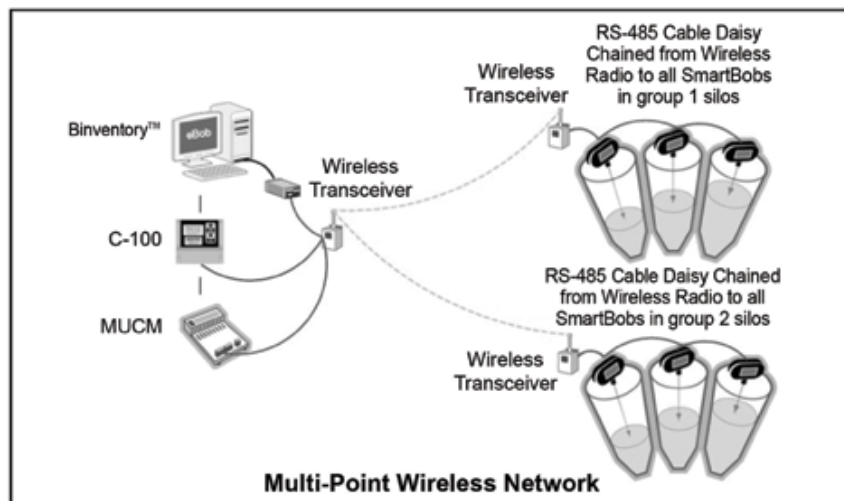 RS-485 Cable Daisy
Chained from Wireless
Radio to all SmartBobs
in group 1 silos
Wireless
Transceiver
Binventory™
eBob
Wireless
Transceiver
C-100
MUCM
RS-485 Cable Daisy Chained
from Wireless Radio to all
SmartBobs in group 2 silos
Wireless
Transceiver
Multi-Point Wireless Network